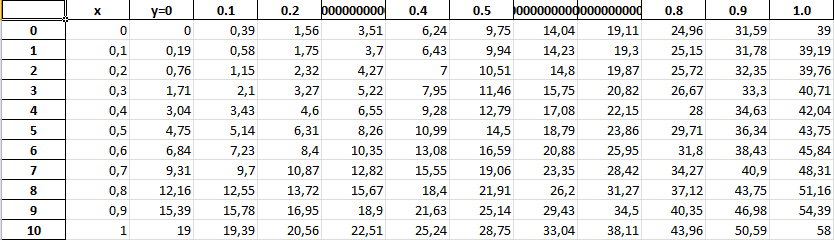 x y=0 0.1 0.2 000000000 0.4 0.5 000000000 000000000 0.8 0.9 1.0
0 0 0 0,39 1,56 3,51 6,24 9,75 14,04 19,11 24,96 31,59 39
1 0,1 0,19 0,58 1,75 3,7 6,43 9,94 14,23 19,3 25,15 31,78 39,19
2 0,2 0,76 1,15 2,32 4,27 7 10,51 14,8 19,87 25,72 32,35 39,76
3 0,3 1,71 2,1 3,27 5,22 7,95 11,46 15,75 20,82 26,67 33,3 40,71
4 0,4 3,04 3,43 4,6 6,55 9,28 12,79 17,08 22,15 28 34,63 42,04
5 0,5 4,75 5,14 6,31 8,26 10,99 14,5 18,79 23,86 29,71 36,34 43,75
6 0,6 6,84 7,23 8,4 10,35 13,08 16,59 20,88 25,95 31,8 38,43 45,84
7 0,7 9,31 9,7 10,87 12,82 15,55 19,06 23,35 28,42 34,27 40,9 48,31
8 0,8 12,16 12,55 13,72 15,67 18,4 21,91 26,2 31,27 37,12 43,75 51,16
9 0,9 15,39 15,78 16,95 18,9 21,63 25,14 29,43 34,5 40,35 46,98 54,39
10 1 19 19,39 20,56 22,51 25,24 28,75 33,04 38,11 43,96 50,59 58